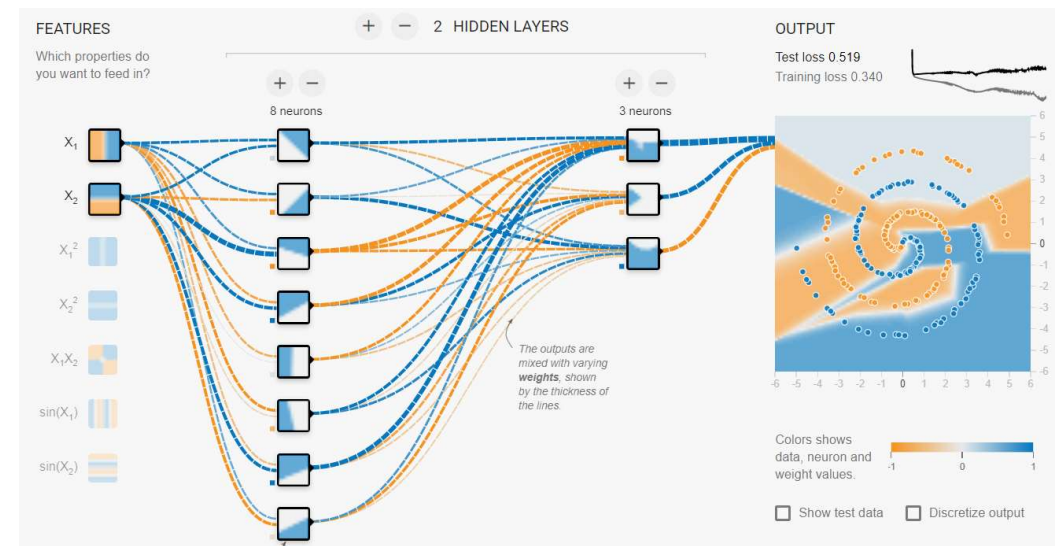 FEATURES
+ − 2 HIDDEN LAYERS
OUTPUT
Which properties do
you want to feed in?
Test loss 0.519
Training loss 0.340
+ −
+ −
8 neurons
3 neurons
X₁
X₂
X₁²
X₂²
X₁X₂
sin(X₁)
sin(X₂)
The outputs are
mixed with varying
weights, shown
by the thickness of
the lines.
6
5
4
3
2
1
0
-1
-2
-3
-4
-5
-6
-6 -5 -4 -3 -2 -1 0 1 2 3 4 5 6
Colors shows
data, neuron and
weight values.
-1 0 1
Show test data
Discretize output